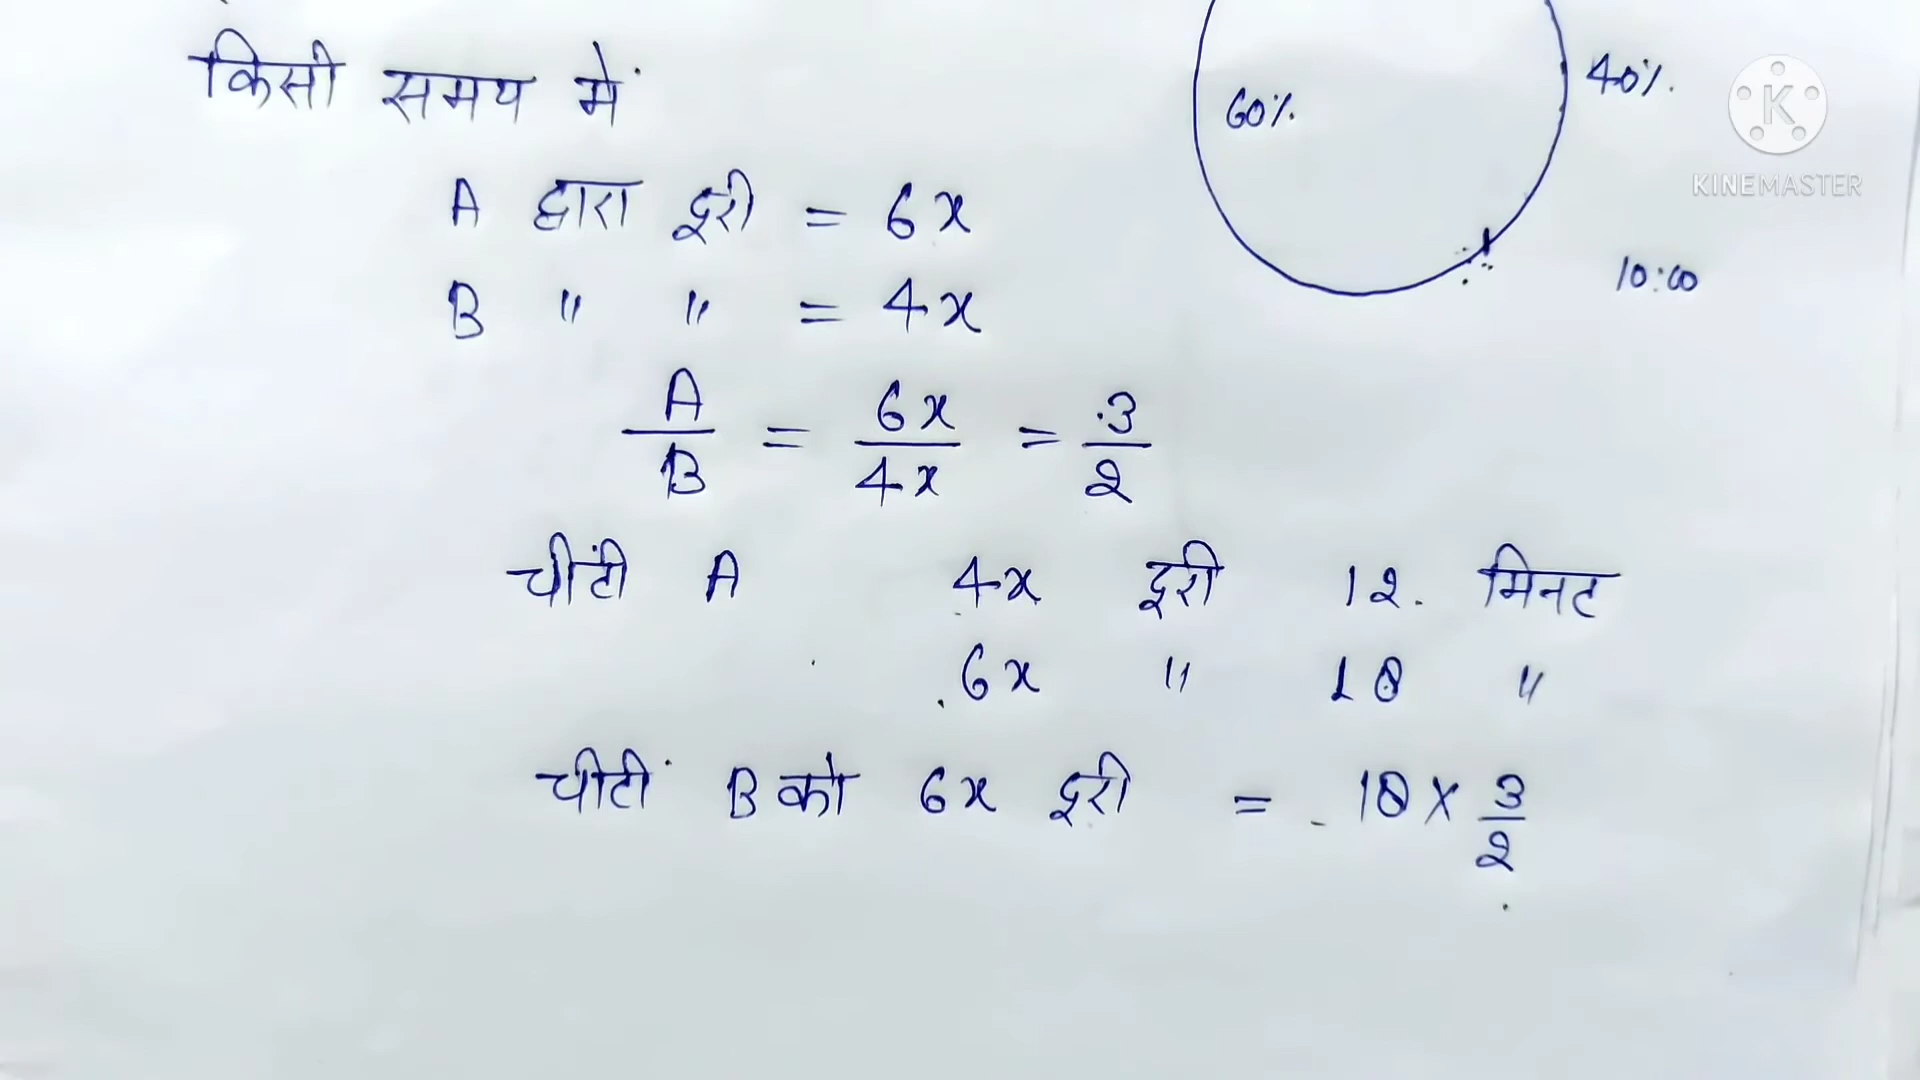 किसी समय में
60%
40%
K
KINEMASTER
A द्वारा दूरी = 6x
10:00
B " " = 4x
A/B = 6x/4x = 3/2
चींटी A 4x दूरी 12 मिनट
6x " 18 "
चीटीं B को 6x दूरी = 18 × 3/2